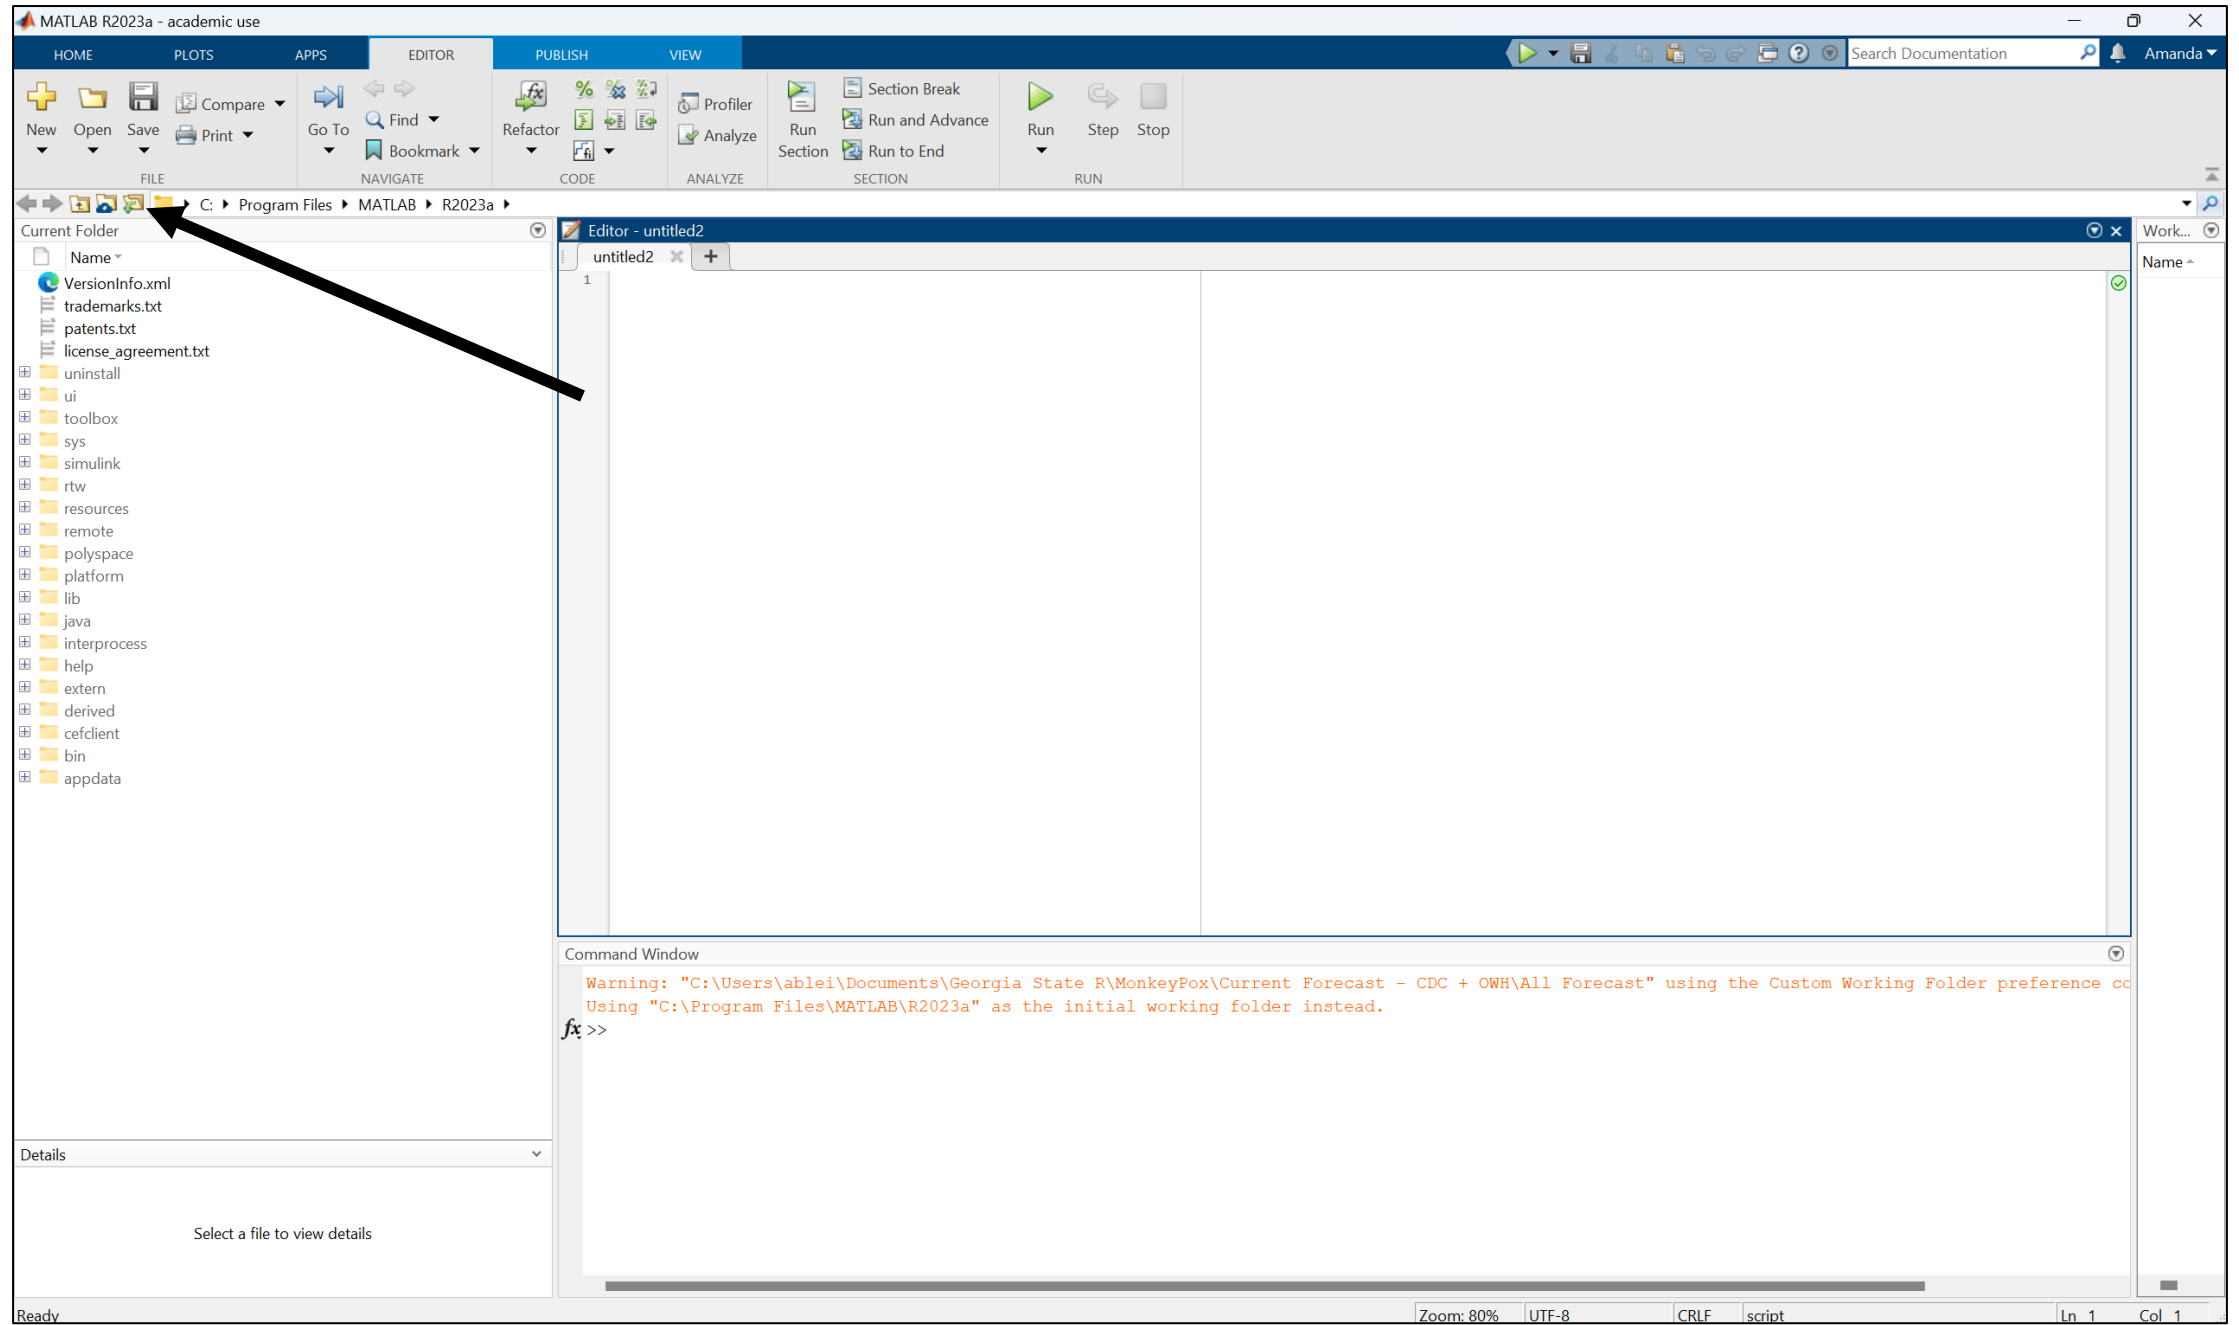 MATLAB R2023a - academic use
HOME PLOTS APPS EDITOR PUBLISH VIEW
Search Documentation
Amanda
New Open Save Compare Print
FILE
Go To Find Bookmark
NAVIGATE
Refactor
CODE
Profiler
Analyze
ANALYZE
Run Section
Section Break
Run and Advance
Run to End
SECTION
Run Step Stop
RUN
C: Program Files MATLAB R2023a
Current Folder
Name
VersionInfo.xml
trademarks.txt
patents.txt
license_agreement.txt
uninstall
ui
toolbox
sys
simulink
rtw
resources
remote
polyspace
platform
lib
java
interprocess
help
extern
derived
cefclient
bin
appdata
Details
Select a file to view details
Editor - untitled2
untitled2
1
Work...
Name
Command Window
Warning: "C:\Users\ablei\Documents\Georgia State R\MonkeyPox\Current Forecast - CDC + OWH\All Forecast" using the Custom Working Folder preference co
Using "C:\Program Files\MATLAB\R2023a" as the initial working folder instead.
fx >>
Ready
Zoom: 80% UTF-8 CRLF script Ln 1 Col 1